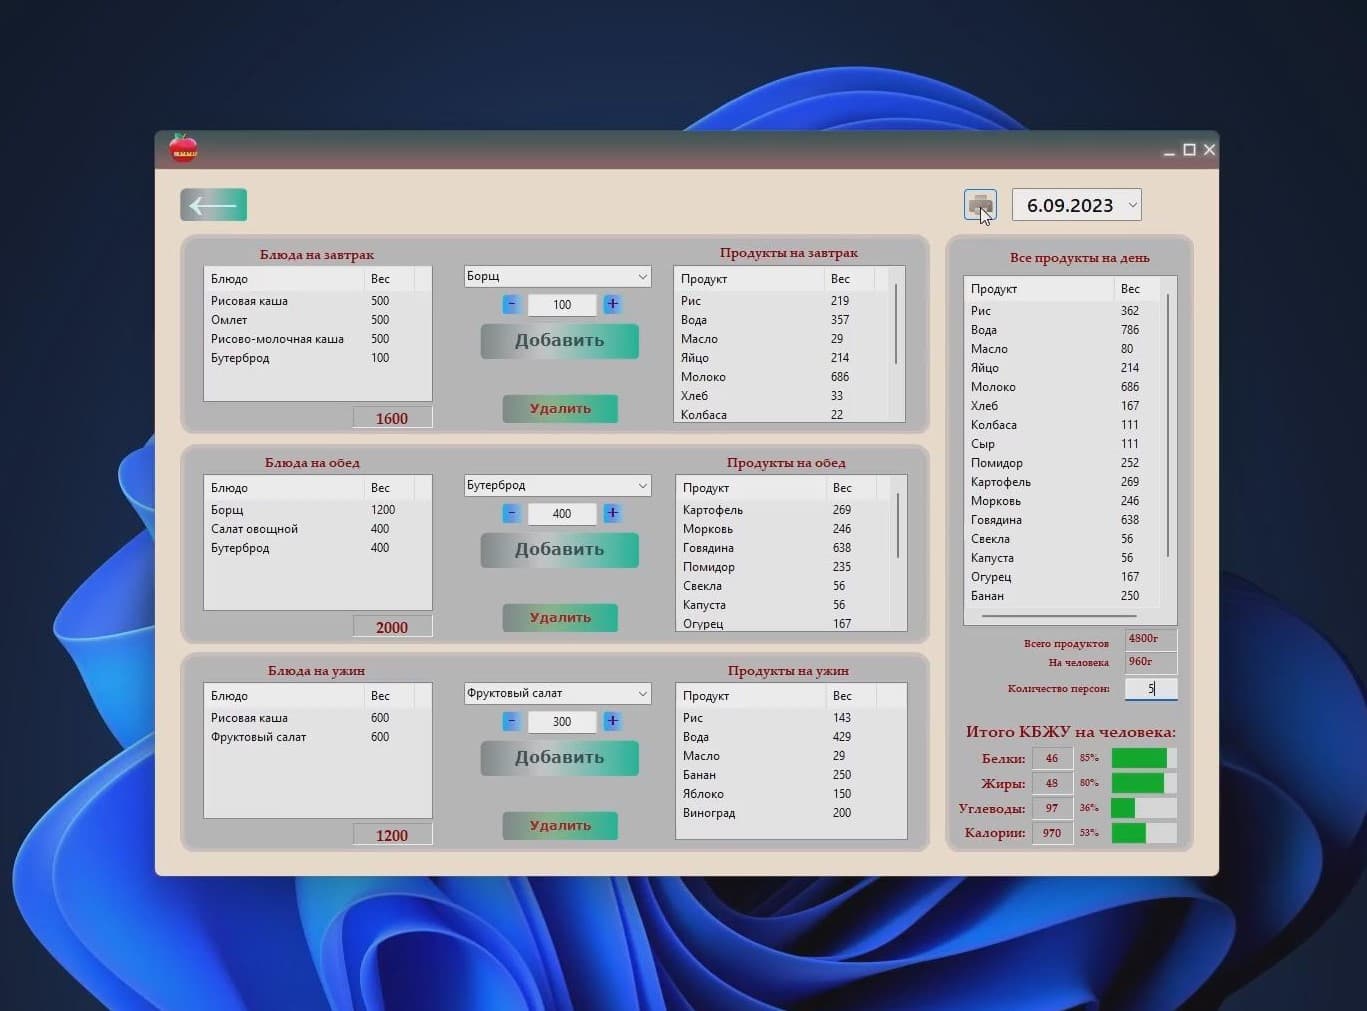 6.09.2023
Блюда на завтрак
Блюдо Вес
Рисовая каша 500
Омлет 500
Рисово-молочная каша 500
Бутерброд 100
1600
Борщ
- 100 +
Добавить
Удалить
Продукты на завтрак
Продукт Вес
Рис 219
Вода 357
Масло 29
Яйцо 214
Молоко 686
Хлеб 33
Колбаса 22
Блюда на обед
Блюдо Вес
Борщ 1200
Салат овощной 400
Бутерброд 400
2000
Бутерброд
- 400 +
Добавить
Удалить
Продукты на обед
Продукт Вес
Картофель 269
Морковь 246
Говядина 638
Помидор 235
Свекла 56
Капуста 56
Огурец 167
Блюда на ужин
Блюдо Вес
Рисовая каша 600
Фруктовый салат 600
1200
Фруктовый салат
- 300 +
Добавить
Удалить
Продукты на ужин
Продукт Вес
Рис 143
Вода 429
Масло 29
Банан 250
Яблоко 150
Виноград 200
Все продукты на день
Продукт Вес
Рис 362
Вода 786
Масло 80
Яйцо 214
Молоко 686
Хлеб 167
Колбаса 111
Сыр 111
Помидор 252
Картофель 269
Морковь 246
Говядина 638
Свекла 56
Капуста 56
Огурец 167
Банан 250
Всего продуктов 4800г
На человека 960г
Количество персон: 5
Итого КБЖУ на человека:
Белки: 46 85%
Жиры: 48 80%
Углеводы: 97 36%
Калории: 970 53%